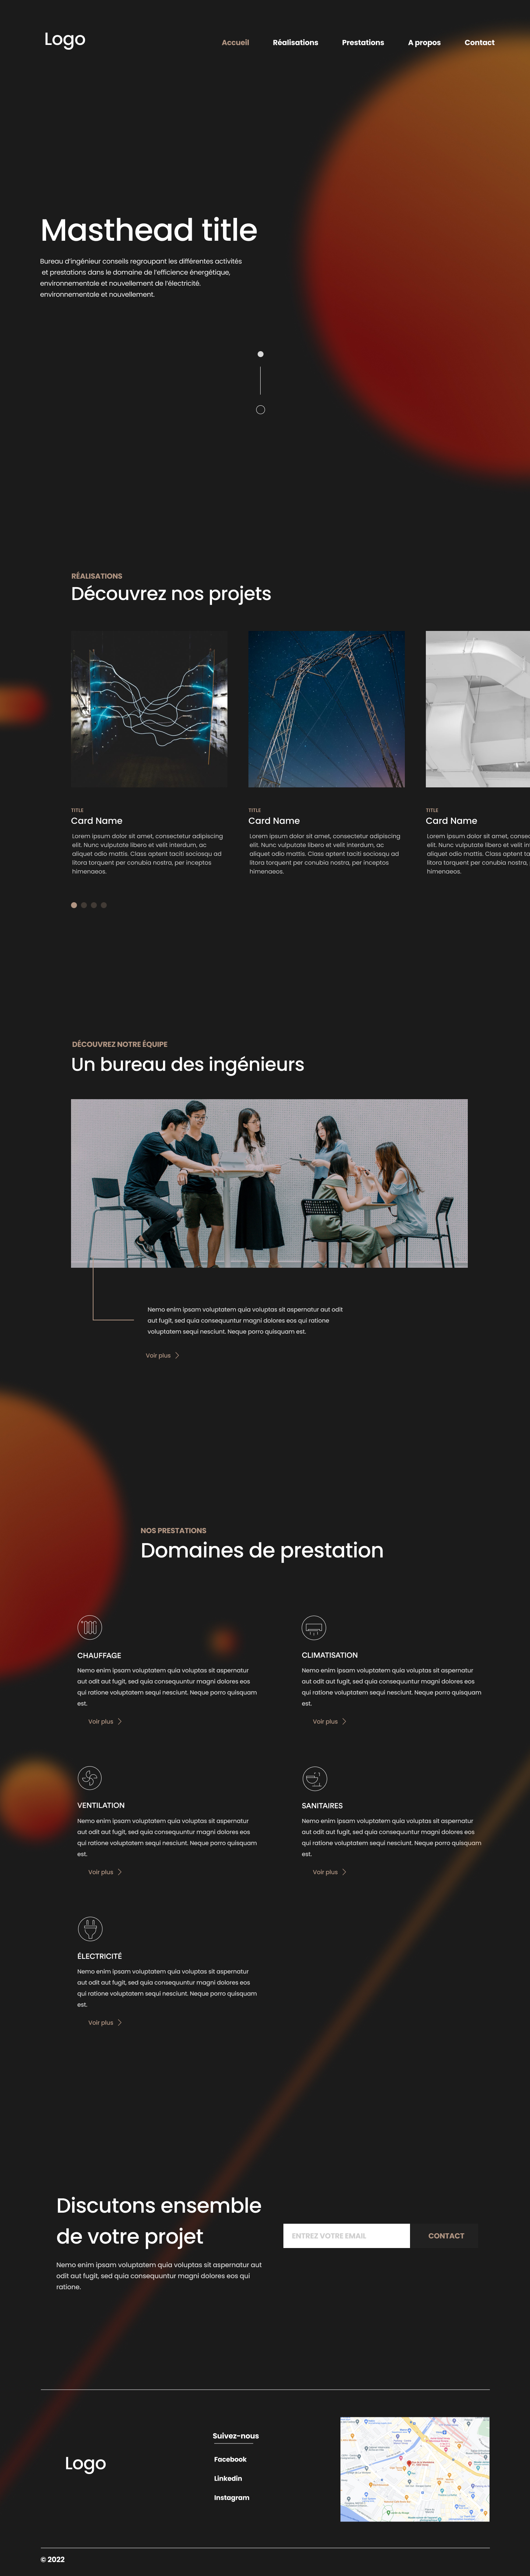 Logo
Accueil Réalisations Prestations A propos Contact
Masthead title
Bureau d'ingénieur conseils regroupant les différentes activités
et prestations dans le domaine de l'efficience énergétique,
environnementale et nouvellement de l'électricité.
environnementale et nouvellement.
RÉALISATIONS
Découvrez nos projets
TITLE
Card Name
Lorem ipsum dolor sit amet, consectetur adipiscing
elit. Nunc vulputate libero et velit interdum, ac
aliquet odio mattis. Class aptent taciti sociosqu ad
litora torquent per conubia nostra, per inceptos
himenaeos.
TITLE
Card Name
Lorem ipsum dolor sit amet, consectetur adipiscing
elit. Nunc vulputate libero et velit interdum, ac
aliquet odio mattis. Class aptent taciti sociosqu ad
litora torquent per conubia nostra, per inceptos
himenaeos.
TITLE
Card Name
Lorem ipsum dolor sit amet, consec
elit. Nunc vulputate libero et velit in
aliquet odio mattis. Class aptent ta
litora torquent per conubia nostra,
himenaeos.
DÉCOUVREZ NOTRE ÉQUIPE
Un bureau des ingénieurs
Nemo enim ipsam voluptatem quia voluptas sit aspernatur aut odit
aut fugit, sed quia consequuntur magni dolores eos qui ratione
voluptatem sequi nesciunt. Neque porro quisquam est.
Voir plus
NOS PRESTATIONS
Domaines de prestation
CHAUFFAGE
Nemo enim ipsam voluptatem quia voluptas sit aspernatur
aut odit aut fugit, sed quia consequuntur magni dolores eos
qui ratione voluptatem sequi nesciunt. Neque porro quisquam
est.
Voir plus
CLIMATISATION
Nemo enim ipsam voluptatem quia voluptas sit aspernatur
aut odit aut fugit, sed quia consequuntur magni dolores eos
qui ratione voluptatem sequi nesciunt. Neque porro quisquam
est.
Voir plus
VENTILATION
Nemo enim ipsam voluptatem quia voluptas sit aspernatur
aut odit aut fugit, sed quia consequuntur magni dolores eos
qui ratione voluptatem sequi nesciunt. Neque porro quisquam
est.
Voir plus
SANITAIRES
Nemo enim ipsam voluptatem quia voluptas sit aspernatur
aut odit aut fugit, sed quia consequuntur magni dolores eos
qui ratione voluptatem sequi nesciunt. Neque porro quisquam
est.
Voir plus
ÉLECTRICITÉ
Nemo enim ipsam voluptatem quia voluptas sit aspernatur
aut odit aut fugit, sed quia consequuntur magni dolores eos
qui ratione voluptatem sequi nesciunt. Neque porro quisquam
est.
Voir plus
Discutons ensemble
de votre projet
Nemo enim ipsam voluptatem quia voluptas sit aspernatur aut
odit aut fugit, sed quia consequuntur magni dolores eos qui
ratione.
ENTREZ VOTRE EMAIL
CONTACT
Logo
Suivez-nous
Facebook
Linkedin
Instagram
© 2022